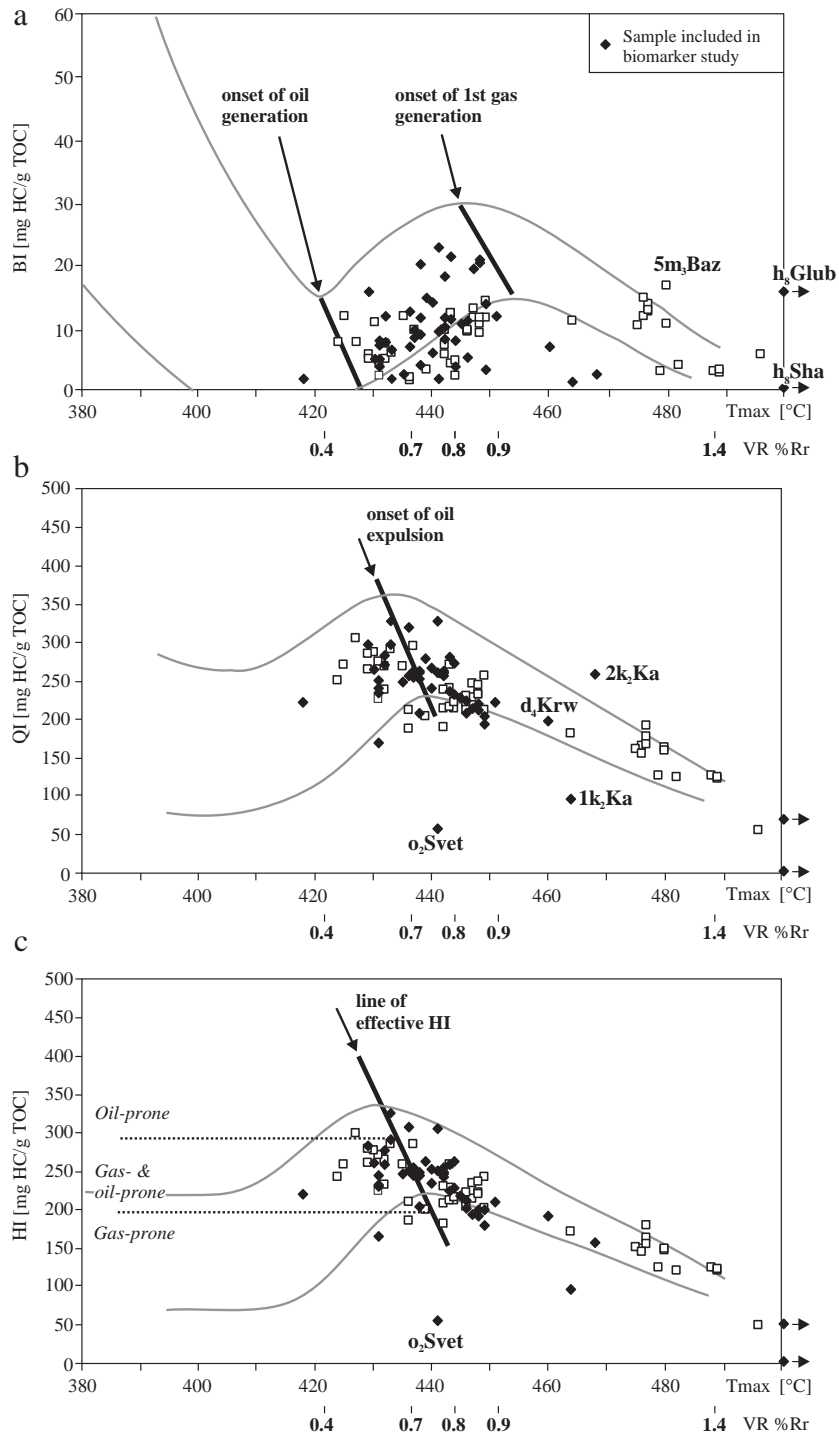 a
60
50
40
30
20
10
0
BI [mg HC/g TOC]
◆ Sample included in
biomarker study
onset of oil
generation
onset of 1st gas
generation
5m₃Baz
h₈Glub
h₈Sha
380 400 420 440 460 480 Tmax [°C]
0.4 0.7 0.8 0.9 1.4 VR %Rr
b
500
450
400
350
300
250
200
150
100
50
0
QI [mg HC/g TOC]
onset of oil
expulsion
2k₂Ka
d₄Krw
1k₂Ka
o₂Svet
380 400 420 440 460 480 Tmax [°C]
0.4 0.7 0.8 0.9 1.4 VR %Rr
c
500
450
400
350
300
250
200
150
100
50
0
HI [mg HC/g TOC]
line of
effective HI
Oil-prone
Gas- &
oil-prone
Gas-prone
o₂Svet
380 400 420 440 460 480 Tmax [°C]
0.4 0.7 0.8 0.9 1.4 VR %Rr